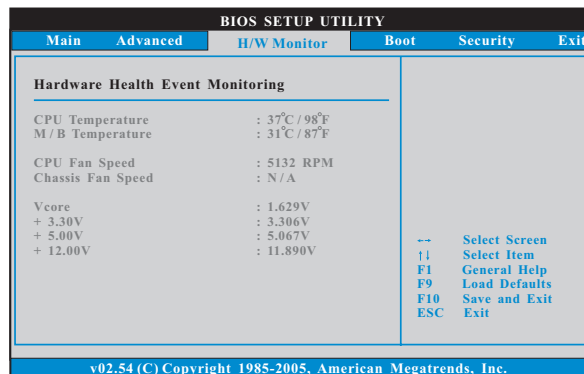 BIOS SETUP UTILITY
Main Advanced H/W Monitor Boot Security Exit
Hardware Health Event Monitoring
CPU Temperature : 37°C / 98°F
M / B Temperature : 31°C / 87°F
CPU Fan Speed : 5132 RPM
Chassis Fan Speed : N / A
Vcore : 1.629V
+ 3.30V : 3.306V
+ 5.00V : 5.067V
+ 12.00V : 11.890V
←→ Select Screen
↑↓ Select Item
F1 General Help
F9 Load Defaults
F10 Save and Exit
ESC Exit
v02.54 (C) Copyright 1985-2005, American Megatrends, Inc.